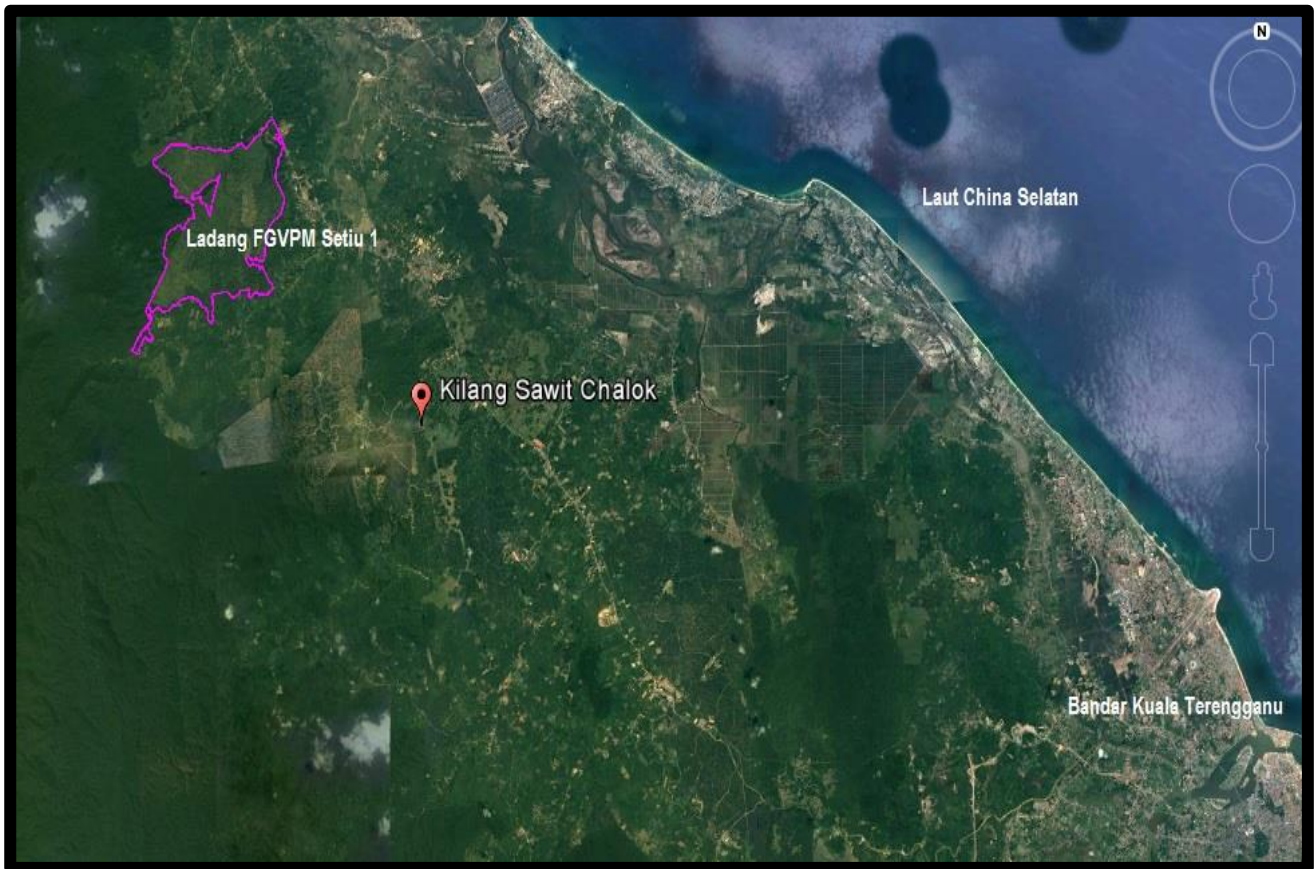 N
Laut China Selatan
Ladang FGVPM Setiu 1
Kilang Sawit Chalok
Bandar Kuala Terengganu